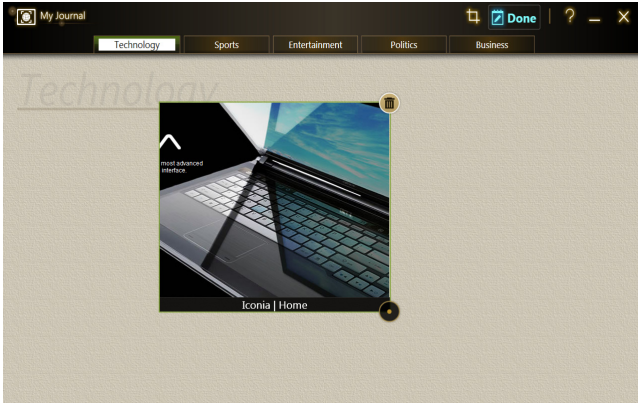 My Journal
Done
?
Technology
Sports
Entertainment
Politics
Business
Technology
most advanced
interface.
Iconia | Home